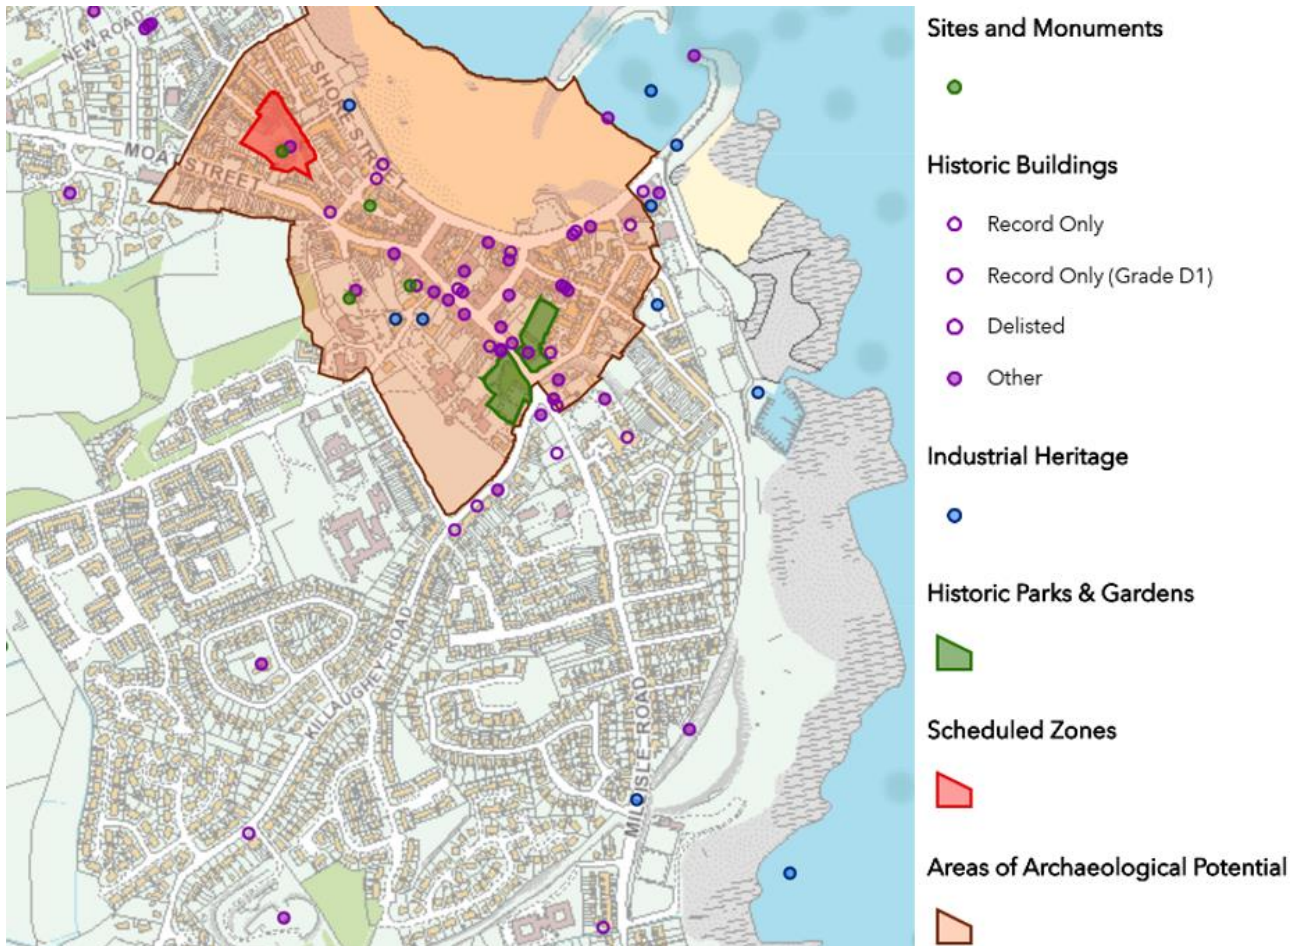 NEW ROAD
SHORE STREET
MOAT STREET
KILLAUGHEY ROAD
MILLISLE ROAD
Sites and Monuments
Historic Buildings
Record Only
Record Only (Grade D1)
Delisted
Other
Industrial Heritage
Historic Parks & Gardens
Scheduled Zones
Areas of Archaeological Potential